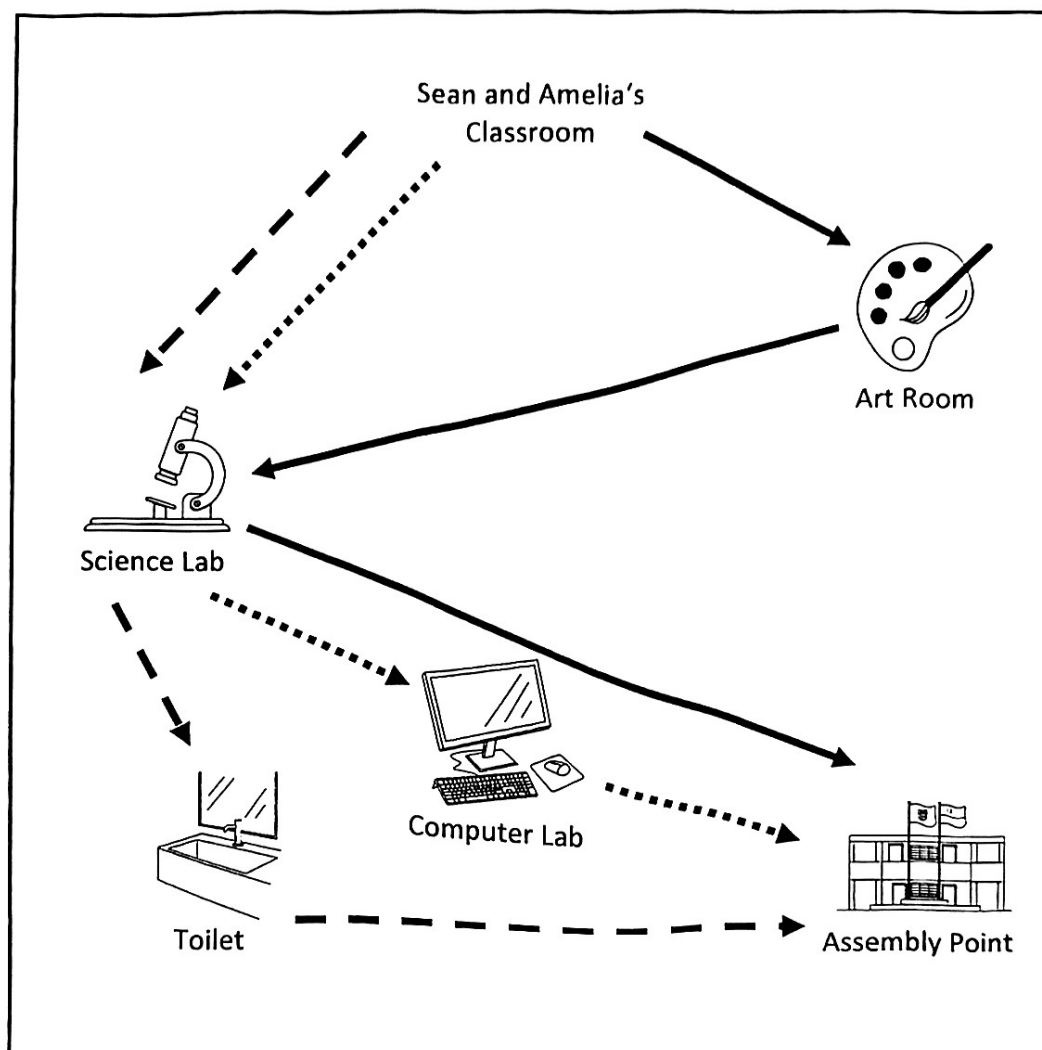 Sean and Amelia's
Classroom
Art Room
Science Lab
Computer Lab
Toilet
Assembly Point